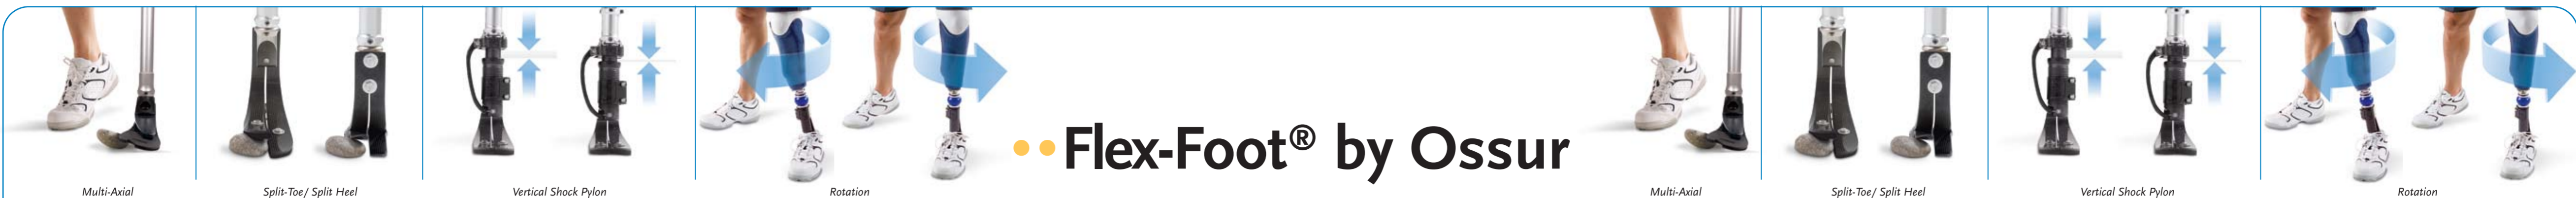 Flex-Foot® by Ossur
Multi-Axial
Split-Toe/ Split Heel
Vertical Shock Pylon
Rotation
Multi-Axial
Split-Toe/ Split Heel
Vertical Shock Pylon
Rotation